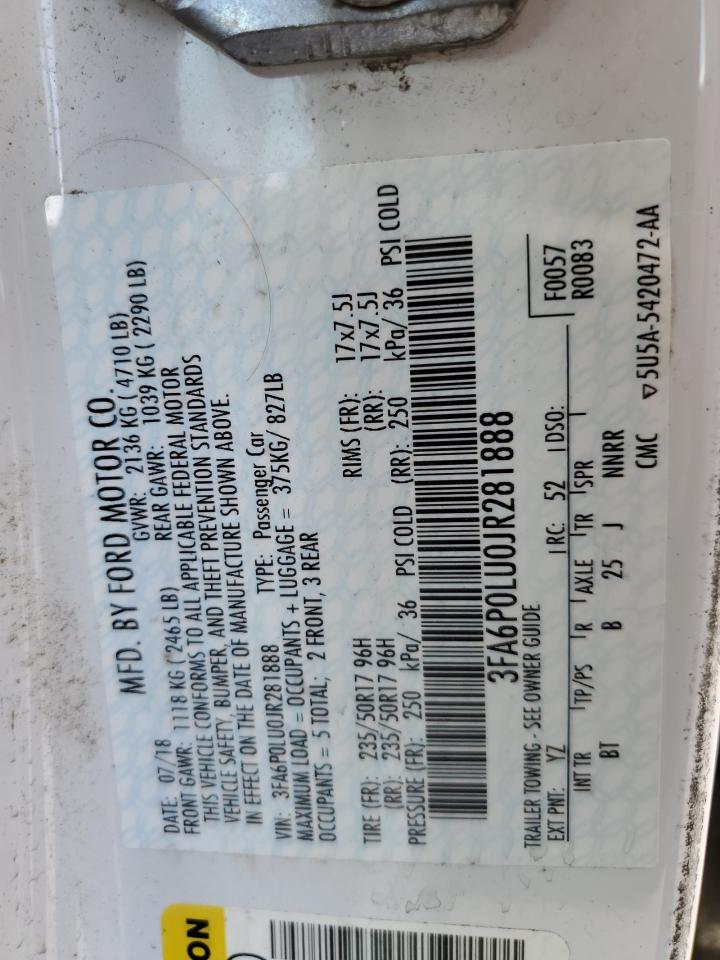 MFD. BY FORD MOTOR CO.
DATE: 07/18 GVWR: 2136 KG ( 4710 LB)
FRONT GAWR: 1118 KG ( 2465 LB) REAR GAWR: 1039 KG ( 2290 LB)
THIS VEHICLE CONFORMS TO ALL APPLICABLE FEDERAL MOTOR
VEHICLE SAFETY, BUMPER, AND THEFT PREVENTION STANDARDS
IN EFFECT ON THE DATE OF MANUFACTURE SHOWN ABOVE.
VIN: 3FA6P0LU0JR281888 TYPE: Passenger Car
MAXIMUM LOAD = OCCUPANTS + LUGGAGE = 375KG/ 827LB
OCCUPANTS = 5 TOTAL; 2 FRONT, 3 REAR
TIRE (FR): 235/50R17 96H RIMS (FR): 17x7.5J
(RR): 235/50R17 96H (RR): 17x7.5J
PRESSURE (FR): 250 kPa/ 36 PSI COLD (RR): 250 kPa/ 36 PSI COLD
3FA6P0LU0JR281888
TRAILER TOWING - SEE OWNER GUIDE F0057
EXT PNT: YZ RC: 52 DSO: R0083
INT TR TP/PS R AXLE TR SPR
BT B 25 J NNRR
CMC ▽5U5A-5420472-AA
ON